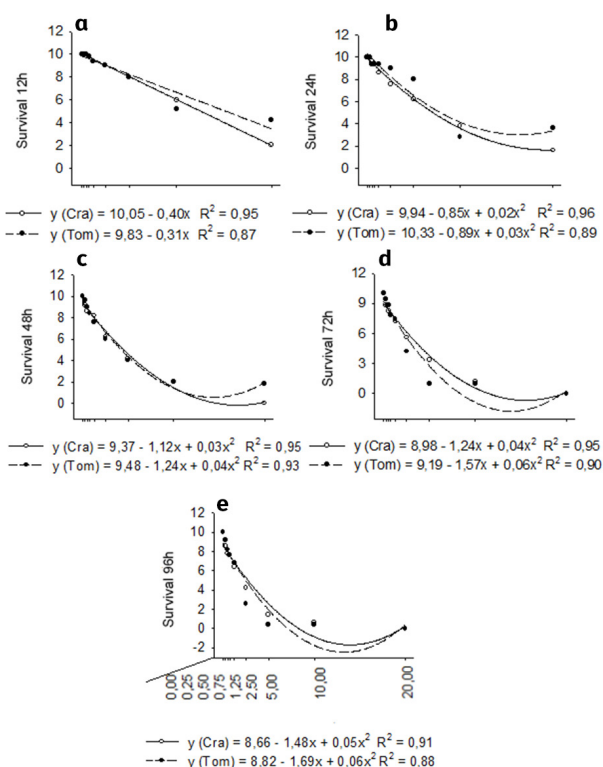 a
12
10
8
6
4
2
0
Survival 12h
y (Cra) = 10,05 - 0,40x R² = 0,95
y (Tom) = 9,83 - 0,31x R² = 0,87
b
12
10
8
6
4
2
0
Survival 24h
y (Cra) = 9,94 - 0,85x + 0,02x² R² = 0,96
y (Tom) = 10,33 - 0,89x + 0,03x² R² = 0,89
c
12
10
8
6
4
2
0
Survival 48h
y (Cra) = 9,37 - 1,12x + 0,03x² R² = 0,95
y (Tom) = 9,48 - 1,24x + 0,04x² R² = 0,93
d
12
9
6
3
0
Survival 72h
y (Cra) = 8,98 - 1,24x + 0,04x² R² = 0,95
y (Tom) = 9,19 - 1,57x + 0,06x² R² = 0,90
e
12
10
8
6
4
2
0
-2
Survival 96h
0,00
0,25
0,50
0,75
1,25
2,50
5,00
10,00
20,00
y (Cra) = 8,66 - 1,48x + 0,05x² R² = 0,91
y (Tom) = 8,82 - 1,69x + 0,06x² R² = 0,88